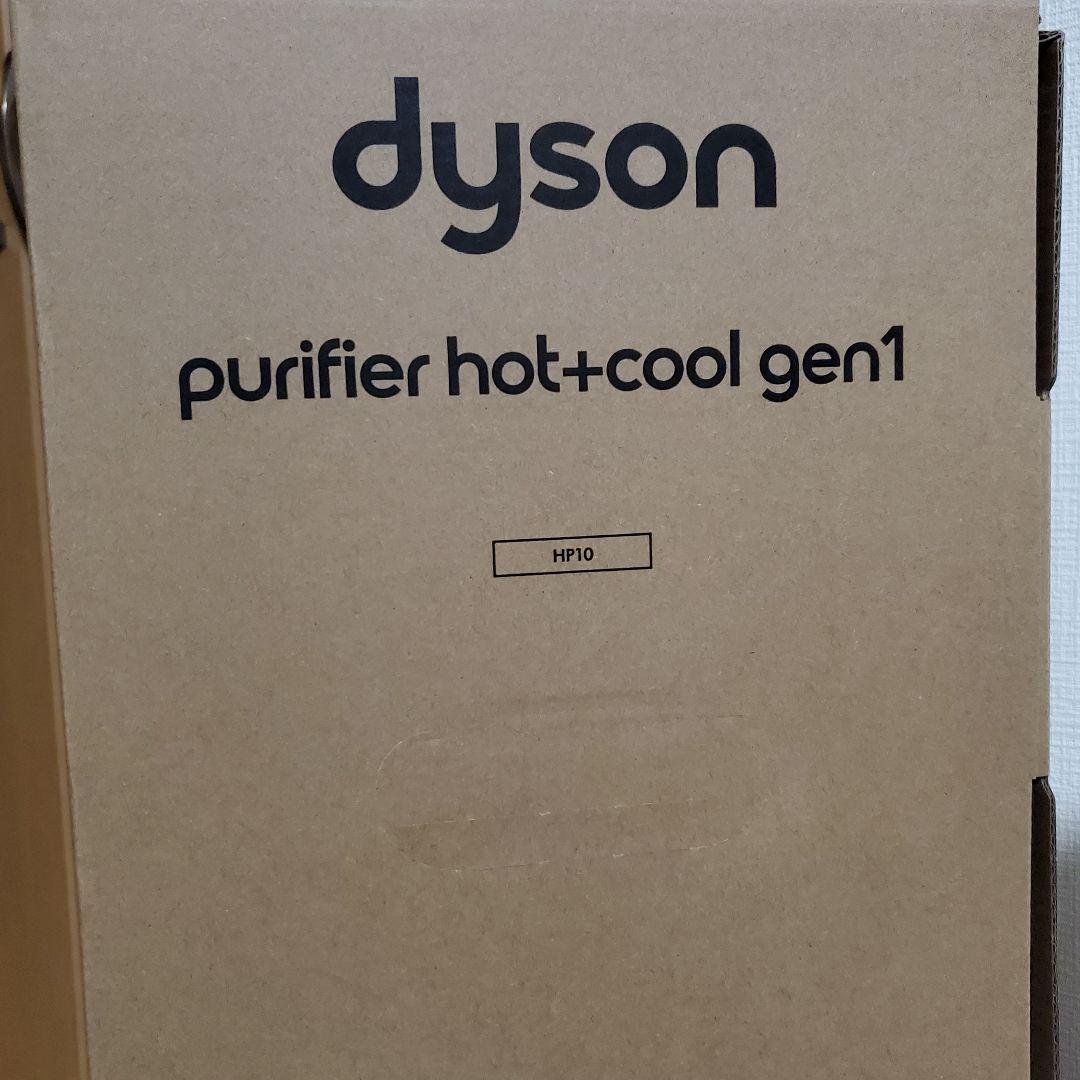 dyson
purifier hot+cool gen1
HP10